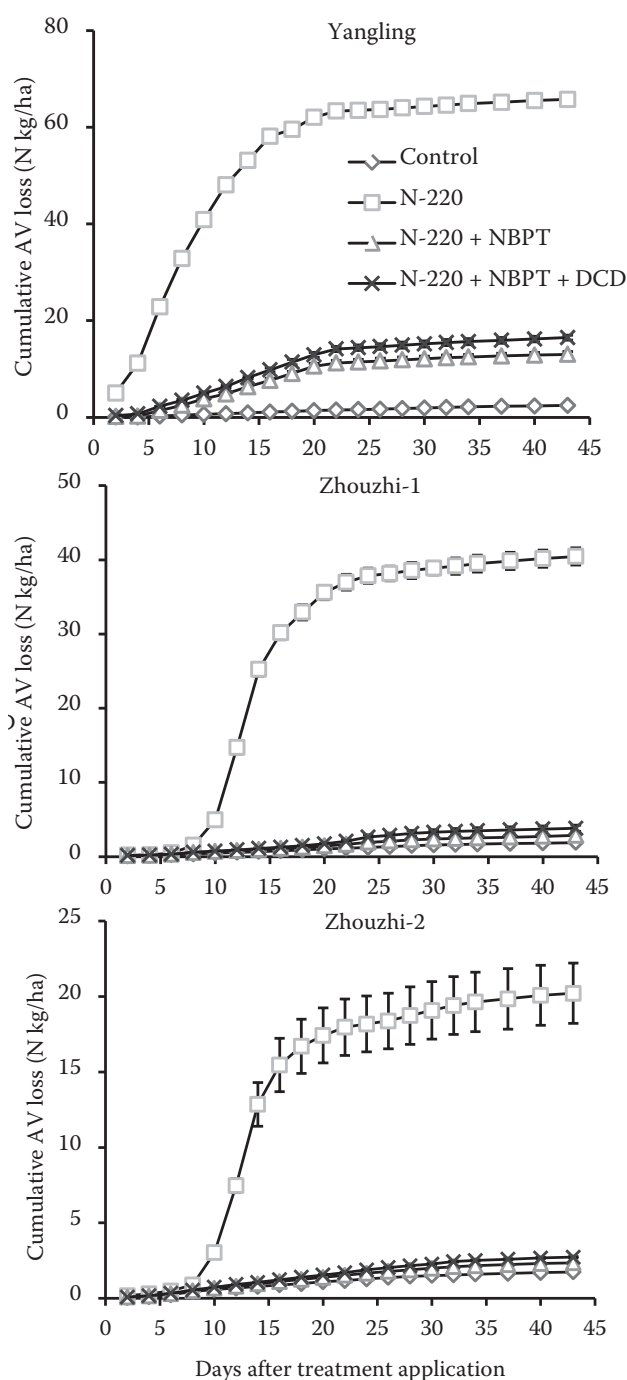 Yangling
Cumulative AV loss (N kg/ha)
80
60
40
20
0
Control
N-220
N-220 + NBPT
N-220 + NBPT + DCD
0 5 10 15 20 25 30 35 40 45
Zhouzhi-1
Cumulative AV loss (N kg/ha)
50
40
30
20
10
0
0 5 10 15 20 25 30 35 40 45
Zhouzhi-2
Cumulative AV loss (N kg/ha)
25
20
15
10
5
0
0 5 10 15 20 25 30 35 40 45
Days after treatment application